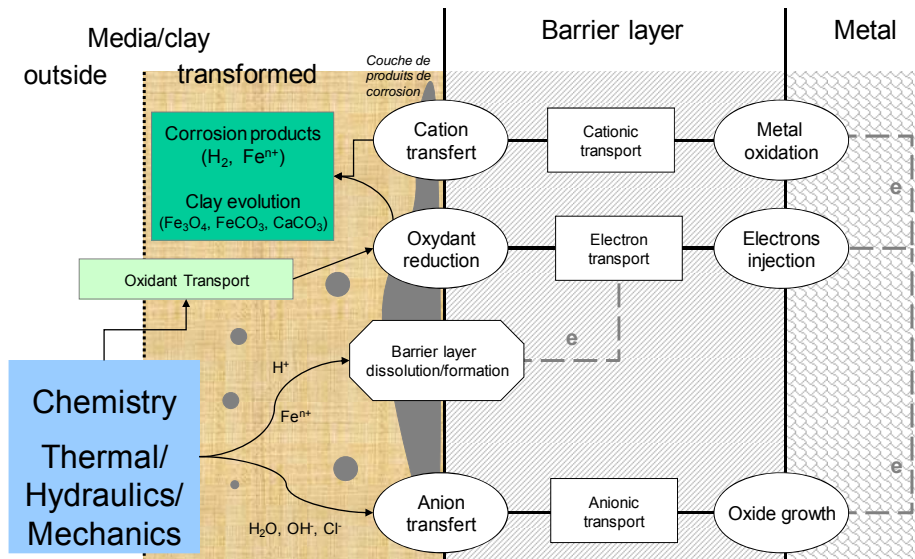 Media/clay
outside
transformed
Barrier layer
Metal
Couche de
produits de
corrosion
Corrosion products
(H₂, Feⁿ⁺)
Clay evolution
(Fe₃O₄, FeCO₃, CaCO₃)
Cation
transfert
Cationic
transport
Metal
oxidation
e
Oxydant
reduction
Electron
transport
Electrons
injection
Oxidant Transport
e
Barrier layer
dissolution/formation
H⁺
Feⁿ⁺
Chemistry
Thermal/
Hydraulics/
Mechanics
H₂O, OH⁻, Cl⁻
Anion
transfert
Anionic
transport
Oxide growth
e